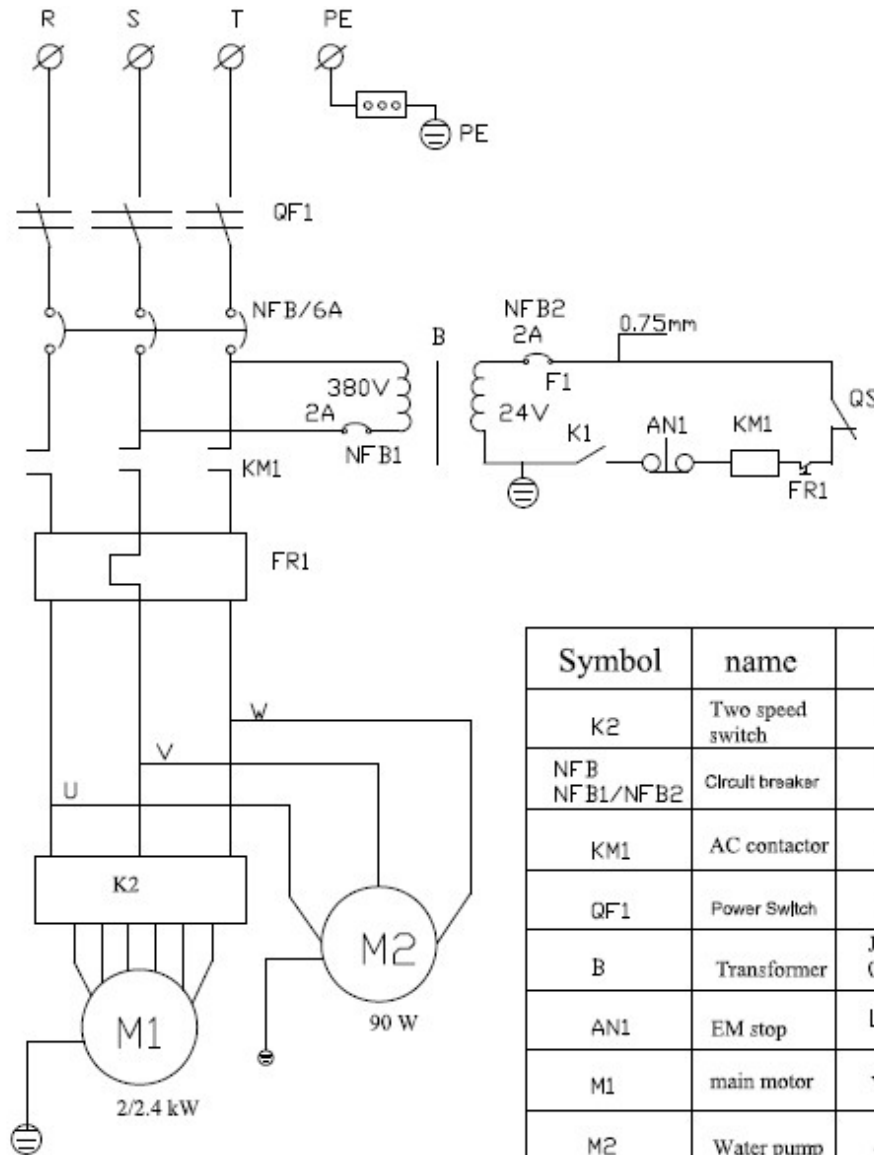 R S T PE
PE
QF1
NFB/6A
NFB2
2A
B
0.75mm
380V
F1
QS
2A
24V
K1
AN1
KM1
NFB1
KM1
FR1
FR1
W
V
U
K2
M2
90 W
M1
2/2.4 kW
Symbol name
K2 Two speed
switch
NFB
NFB1/NFB2 Circuit breaker
KM1 AC contactor
QF1 Power Switch
B Transformer
AN1 EM stop
M1 main motor
M2 Water pump